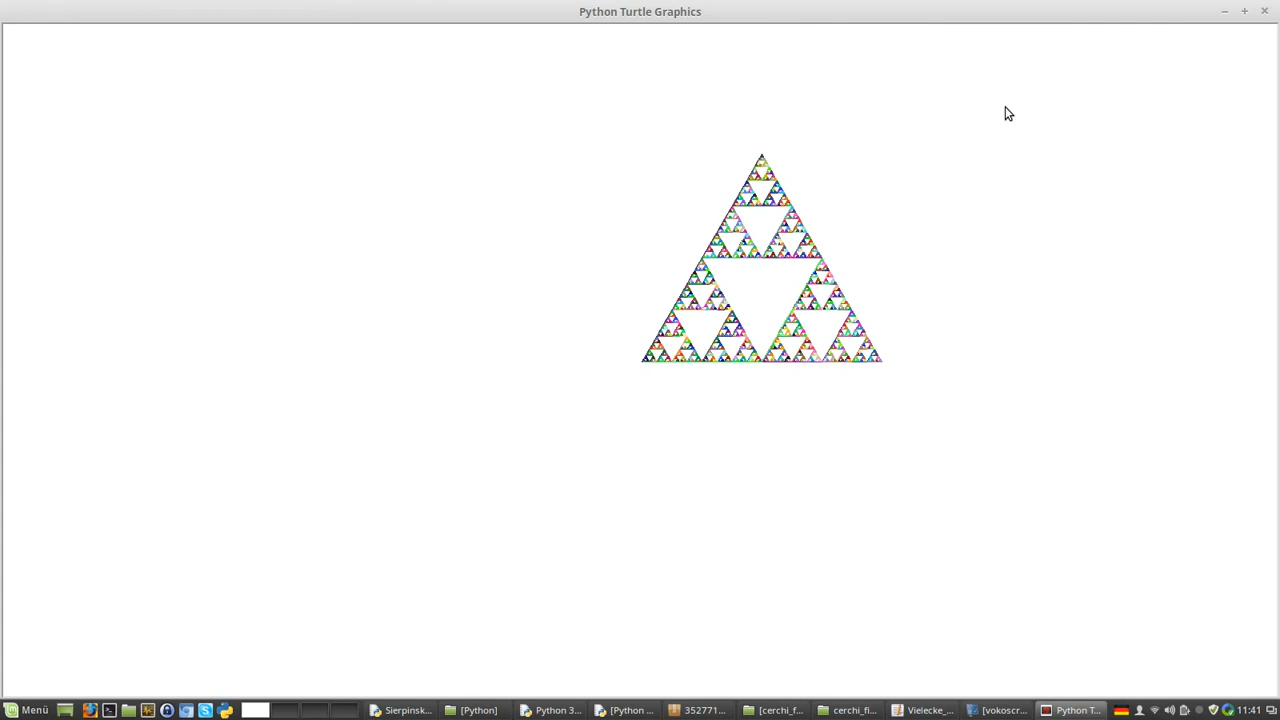 Python Turtle Graphics
Menü
Sierpinsk...
[Python]
Python 3...
[Python ...
352771...
[cerchi_f...
cerchi_fi...
Vielecke_...
[vokoscr...
Python T...
11:41